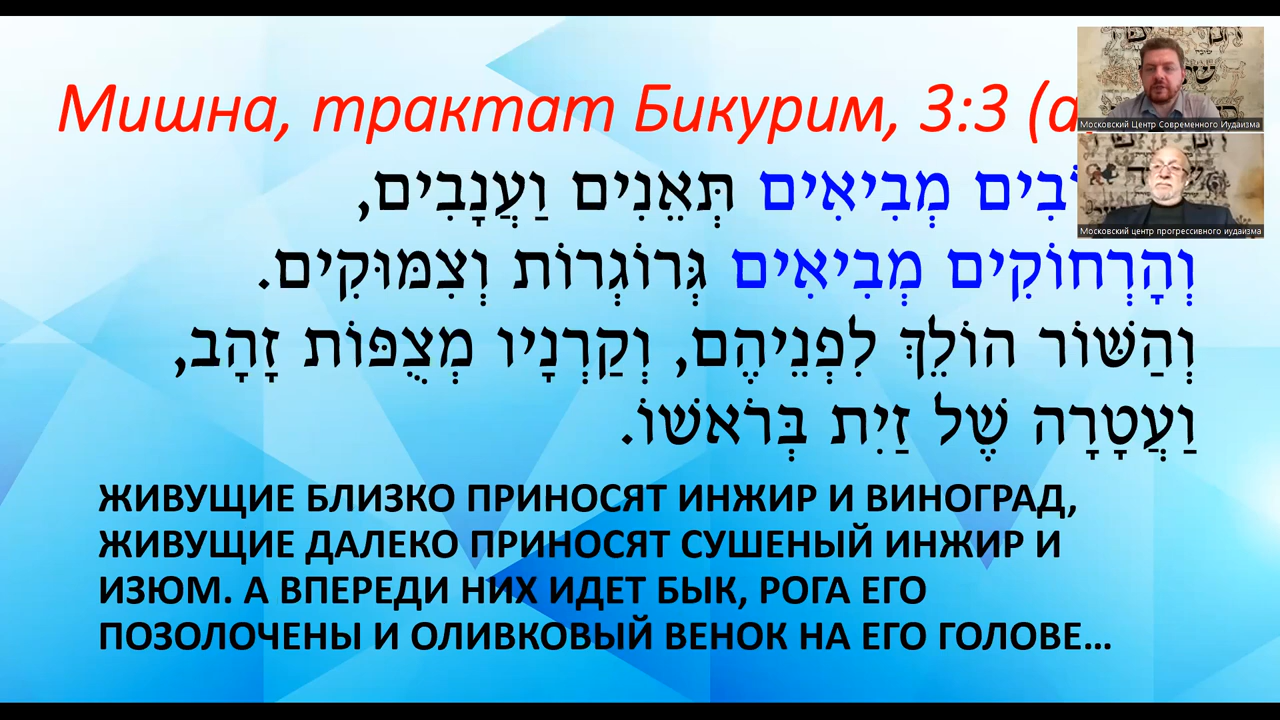 Мишна, трактат Бикурим, 3:3 (а
Московский Центр Современного Иудаизма
Московский центр прогрессивного иудаизма
מְבִיאִים תְּאֵנִים וַעֲנָבִים,
וְהָרְחוֹקִים מְבִיאִים גְּרוֹגְרוֹת וְצִמּוּקִים.
וְהַשּׁוֹר הוֹלֵךְ לִפְנֵיהֶם, וְקַרְנָיו מְצֻפּוֹת זָהָב,
וַעֲטָרָה שֶׁל זַיִת בְּרֹאשׁוֹ.
ЖИВУЩИЕ БЛИЗКО ПРИНОСЯТ ИНЖИР И ВИНОГРАД,
ЖИВУЩИЕ ДАЛЕКО ПРИНОСЯТ СУШЕНЫЙ ИНЖИР И
ИЗЮМ. А ВПЕРЕДИ НИХ ИДЕТ БЫК, РОГА ЕГО
ПОЗОЛОЧЕНЫ И ОЛИВКОВЫЙ ВЕНОК НА ЕГО ГОЛОВЕ...